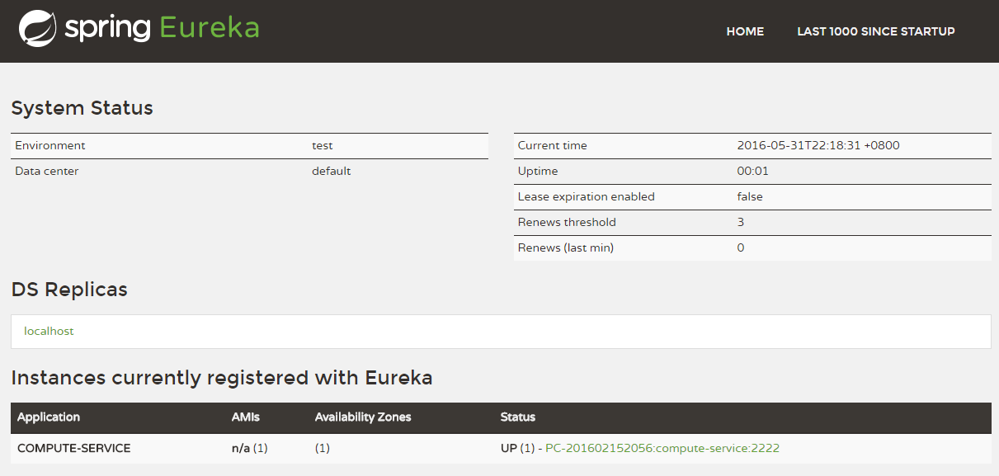 spring Eureka
HOME LAST 1000 SINCE STARTUP
System Status
Environment test
Data center default
Current time 2016-05-31T22:18:31 +0800
Uptime 00:01
Lease expiration enabled false
Renews threshold 3
Renews (last min) 0
DS Replicas
localhost
Instances currently registered with Eureka
Application AMIs Availability Zones Status
COMPUTE-SERVICE n/a (1) (1) UP (1) - PC-201602152056:compute-service:2222